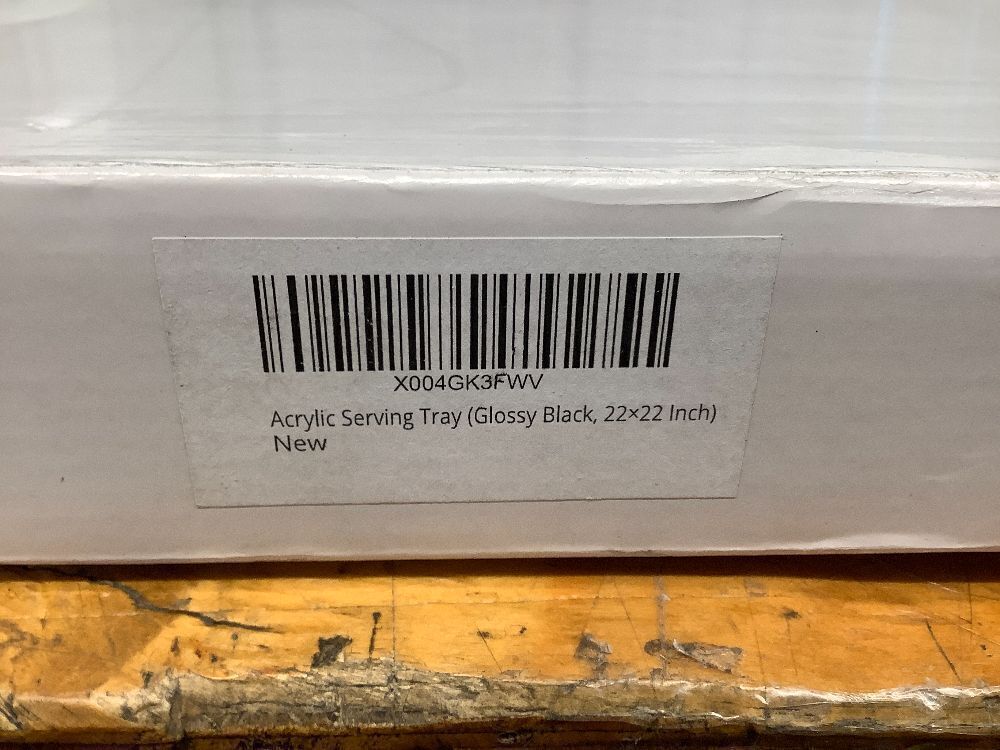 X004GK3FWV
Acrylic Serving Tray (Glossy Black, 22×22 Inch)
New